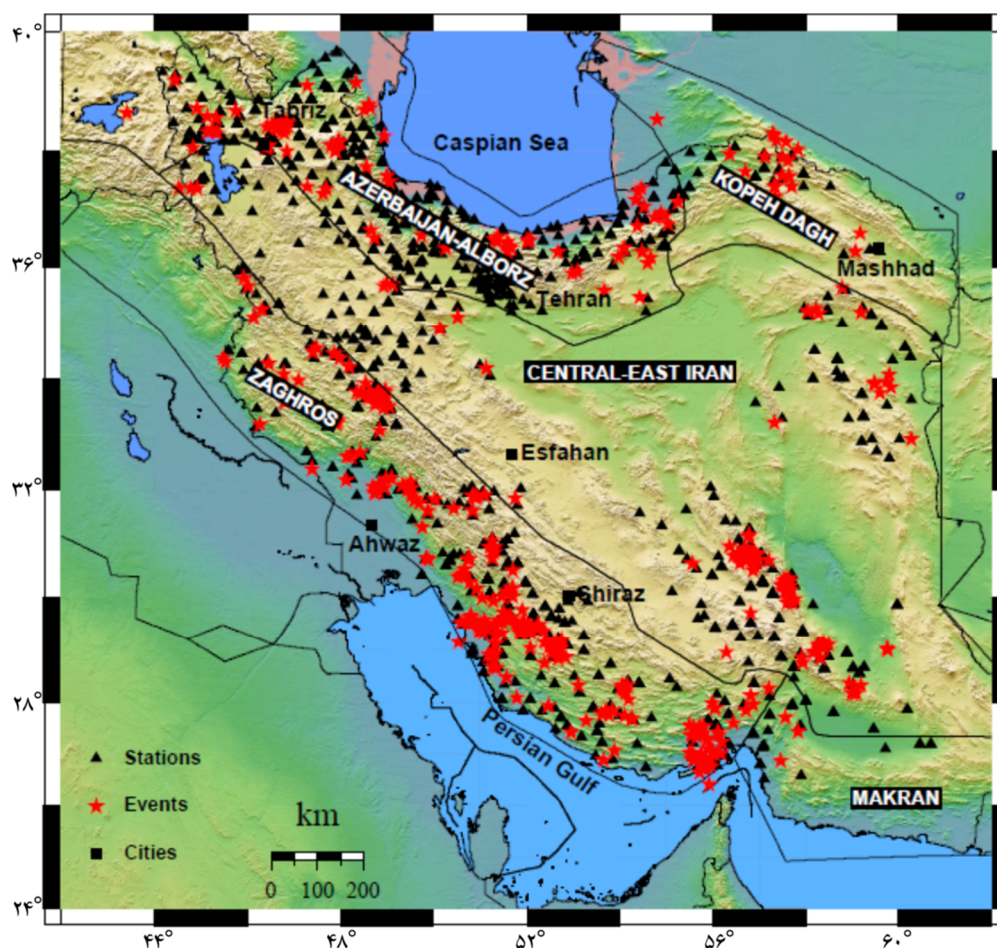 ۴۰°
Tabriz
Caspian Sea
AZERBAIJAN-ALBORZ
KOPEH DAGH
۳۶°
Mashhad
Tehran
CENTRAL-EAST IRAN
ZAGHROS
Esfahan
۳۲°
Ahwaz
Shiraz
۲۸°
Persian Gulf
Stations
Events
Cities
km
0 100 200
MAKRAN
۲۴°
۴۴° ۴۸° ۵۲° ۵۶° ۶۰°